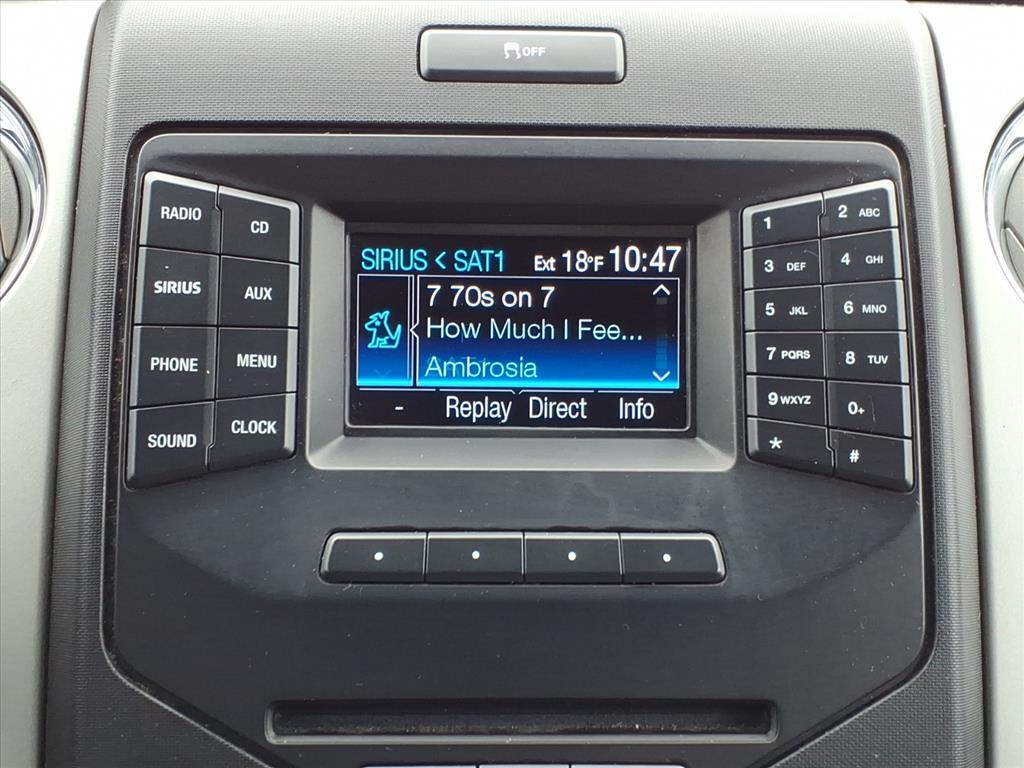 OFF
RADIO
CD
SIRIUS
AUX
PHONE
MENU
SOUND
CLOCK
SIRIUS < SAT1 Ext 18°F 10:47
7 70s on 7
How Much I Fee...
Ambrosia
- Replay Direct Info
1
2 ABC
3 DEF
4 GHI
5 JKL
6 MNO
7 PQRS
8 TUV
9 WXYZ
0+
*
#